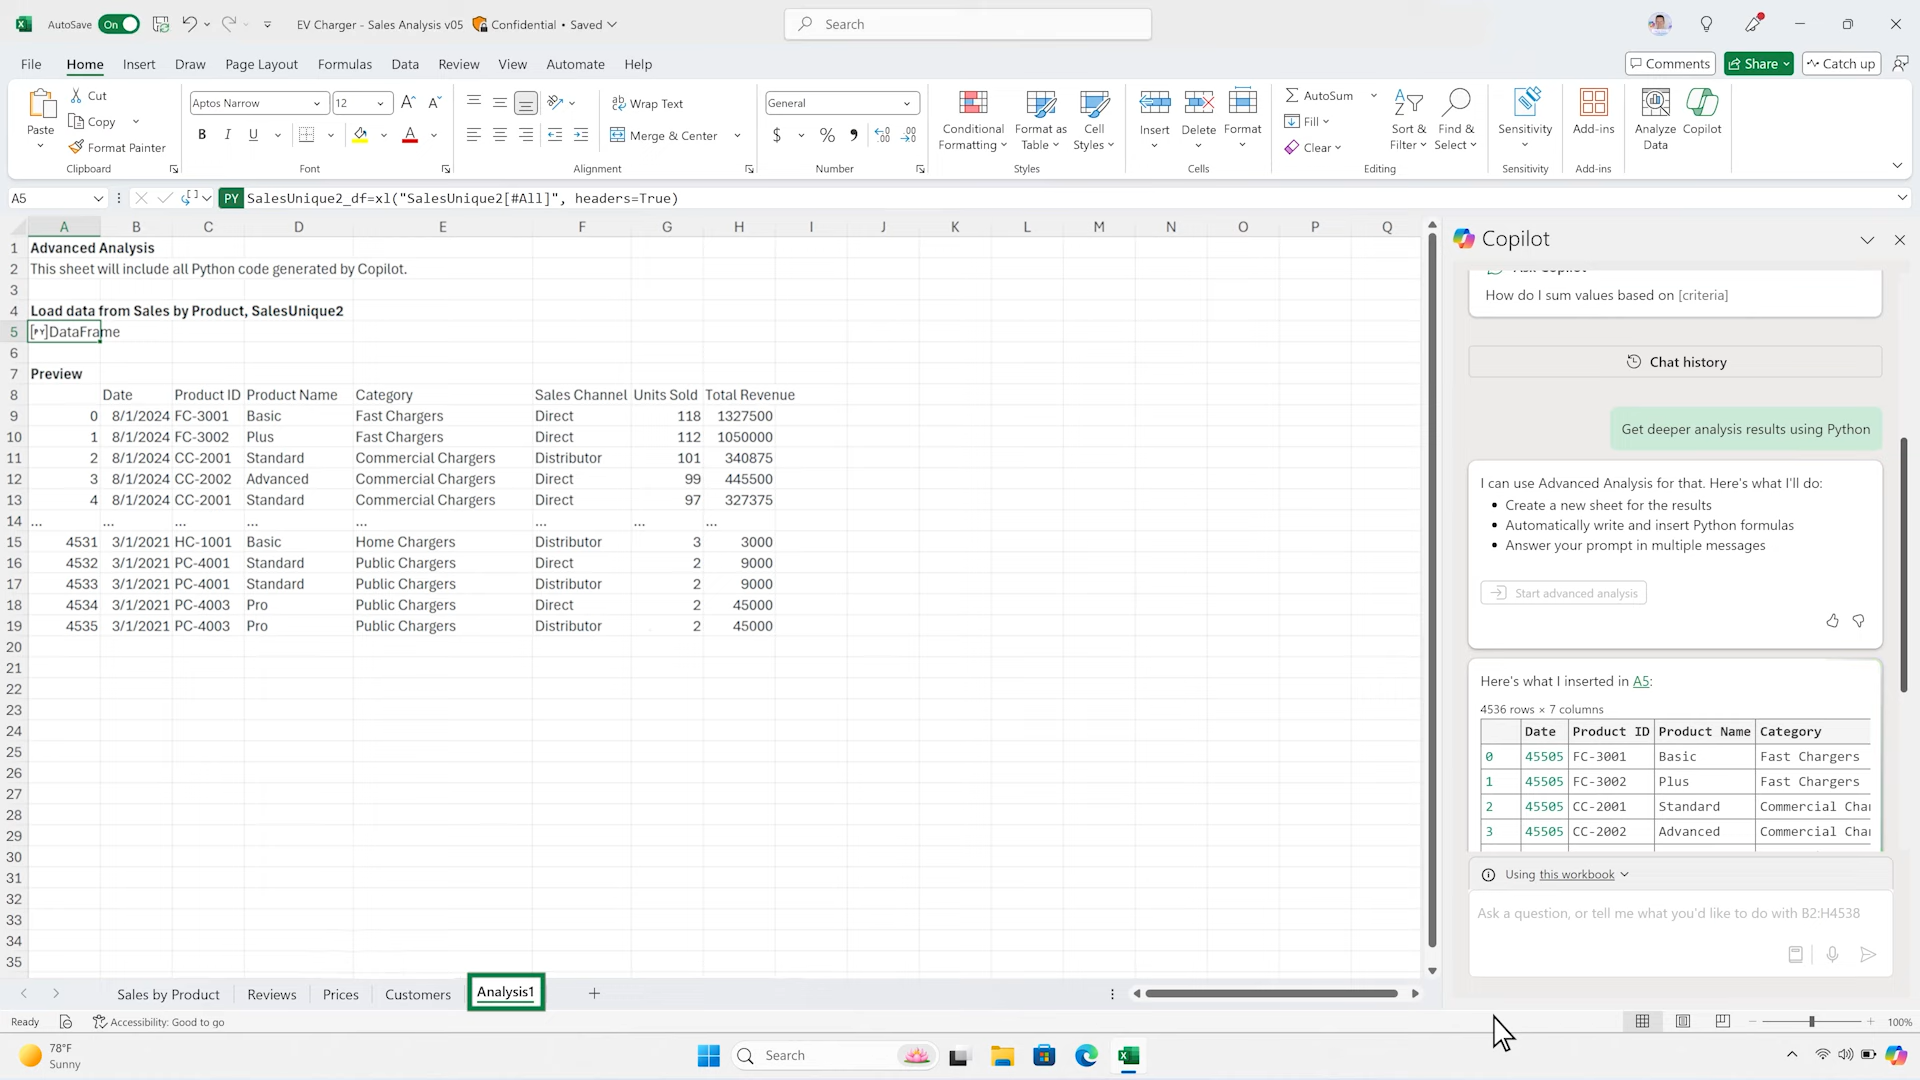 AutoSave On EV Charger - Sales Analysis v05 Confidential • Saved Search
File Home Insert Draw Page Layout Formulas Data Review View Automate Help Comments Share Catch up
Paste Cut Copy Format Painter Clipboard
Aptos Narrow 12 B I U A Font
Wrap Text Merge & Center Alignment
General $ % Number
Conditional Formatting Format as Table Cell Styles Styles
Insert Delete Format Cells
AutoSum Fill Clear Sort & Filter Find & Select Editing
Sensitivity Sensitivity Add-ins Add-ins Analyze Data Copilot
A5 PY SalesUnique2_df=xl("SalesUnique2[#All]", headers=True)
A B C D E F G H I J K L M N O P Q
1 Advanced Analysis
2 This sheet will include all Python code generated by Copilot.
3
4 Load data from Sales by Product, SalesUnique2
5 [PY]DataFrame
6
7 Preview
8 Date Product ID Product Name Category Sales Channel Units Sold Total Revenue
9 0 8/1/2024 FC-3001 Basic Fast Chargers Direct 118 1327500
10 1 8/1/2024 FC-3002 Plus Fast Chargers Direct 112 1050000
11 2 8/1/2024 CC-2001 Standard Commercial Chargers Distributor 101 340875
12 3 8/1/2024 CC-2002 Advanced Commercial Chargers Direct 99 445500
13 4 8/1/2024 CC-2001 Standard Commercial Chargers Direct 97 327375
14 ... ... ... ... ... ... ... ...
15 4531 3/1/2021 HC-1001 Basic Home Chargers Distributor 3 3000
16 4532 3/1/2021 PC-4001 Standard Public Chargers Direct 2 9000
17 4533 3/1/2021 PC-4001 Standard Public Chargers Distributor 2 9000
18 4534 3/1/2021 PC-4003 Pro Public Chargers Direct 2 45000
19 4535 3/1/2021 PC-4003 Pro Public Chargers Distributor 2 45000
20
21
22
23
24
25
26
27
28
29
30
31
32
33
34
35
Copilot
Ask Copilot
How do I sum values based on [criteria]
Chat history
Get deeper analysis results using Python
I can use Advanced Analysis for that. Here's what I'll do:
• Create a new sheet for the results
• Automatically write and insert Python formulas
• Answer your prompt in multiple messages
Start advanced analysis
Here's what I inserted in A5:
4536 rows × 7 columns
Date Product ID Product Name Category
0 45505 FC-3001 Basic Fast Chargers
1 45505 FC-3002 Plus Fast Chargers
2 45505 CC-2001 Standard Commercial Char
3 45505 CC-2002 Advanced Commercial Char
Using this workbook
Ask a question, or tell me what you'd like to do with B2:H4538
Sales by Product Reviews Prices Customers Analysis1
Ready Accessibility: Good to go 100%
78°F
Sunny
Search